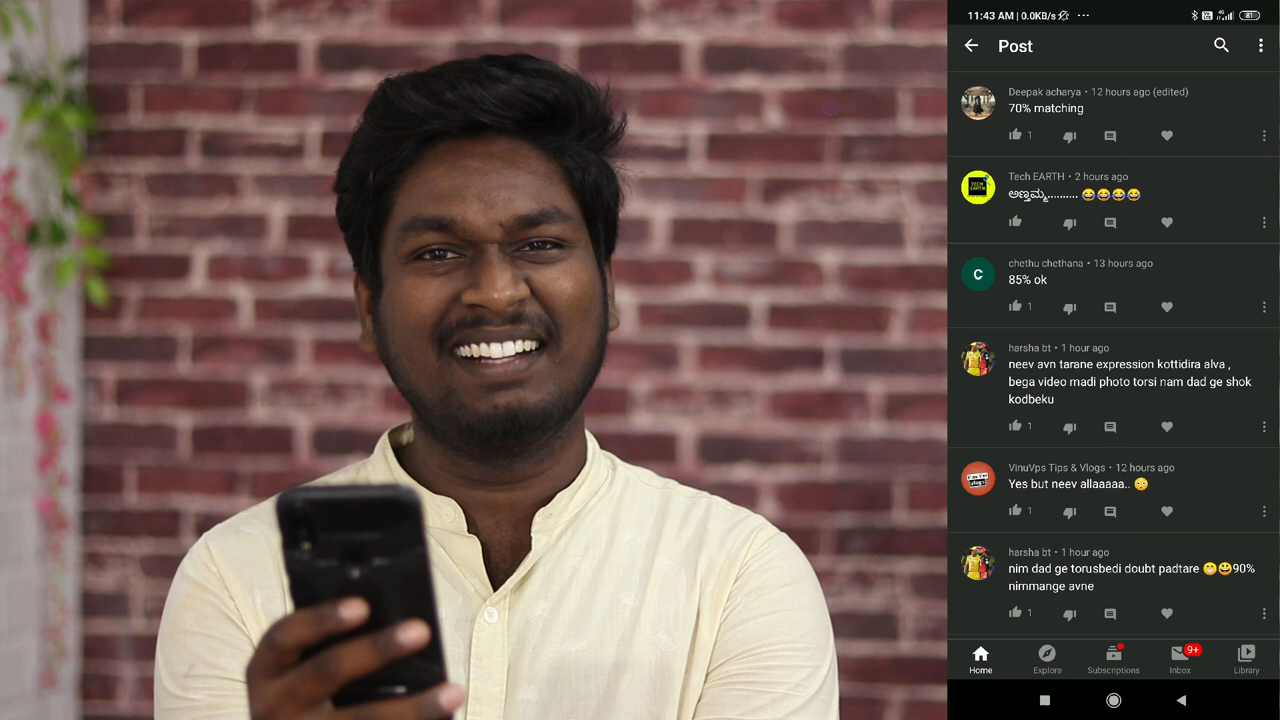 11:43 AM | 0.0KB/s
4G
81
Post
Deepak acharya • 12 hours ago (edited)
70% matching
1
Tech EARTH • 2 hours ago
ಅಣ್ತಮ್ಮ.......... 😂😂😂😂
C
chethu chethana • 13 hours ago
85% ok
1
harsha bt • 1 hour ago
neev avn tarane expression kottidira alva ,
bega video madi photo torsi nam dad ge shok
kodbeku
1
VinuVps Tips & Vlogs • 12 hours ago
Yes but neev allaaaaa.. 😳
1
harsha bt • 1 hour ago
nim dad ge torusbedi doubt padtare 😁😀90%
nimmange avne
1
9+
Home Explore Subscriptions Inbox Library